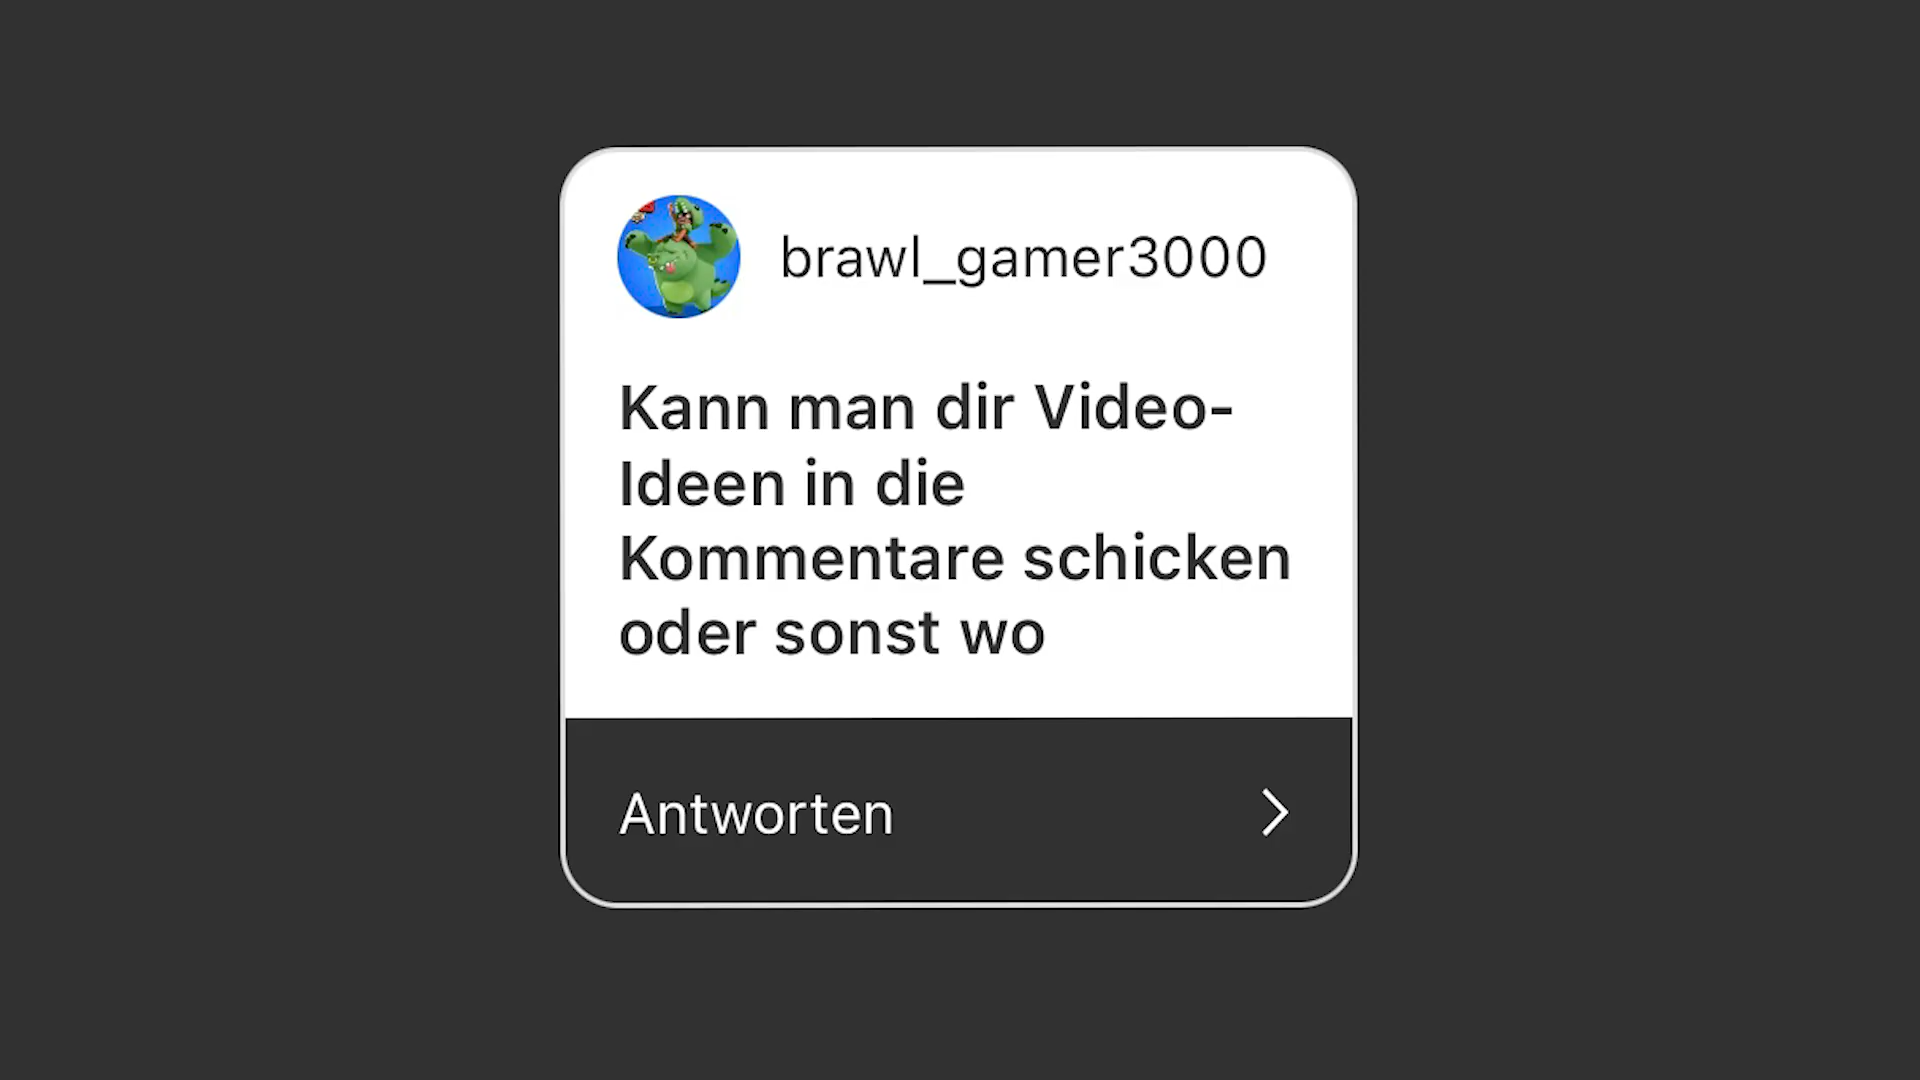 brawl_gamer3000
Kann man dir Video-
Ideen in die
Kommentare schicken
oder sonst wo
Antworten